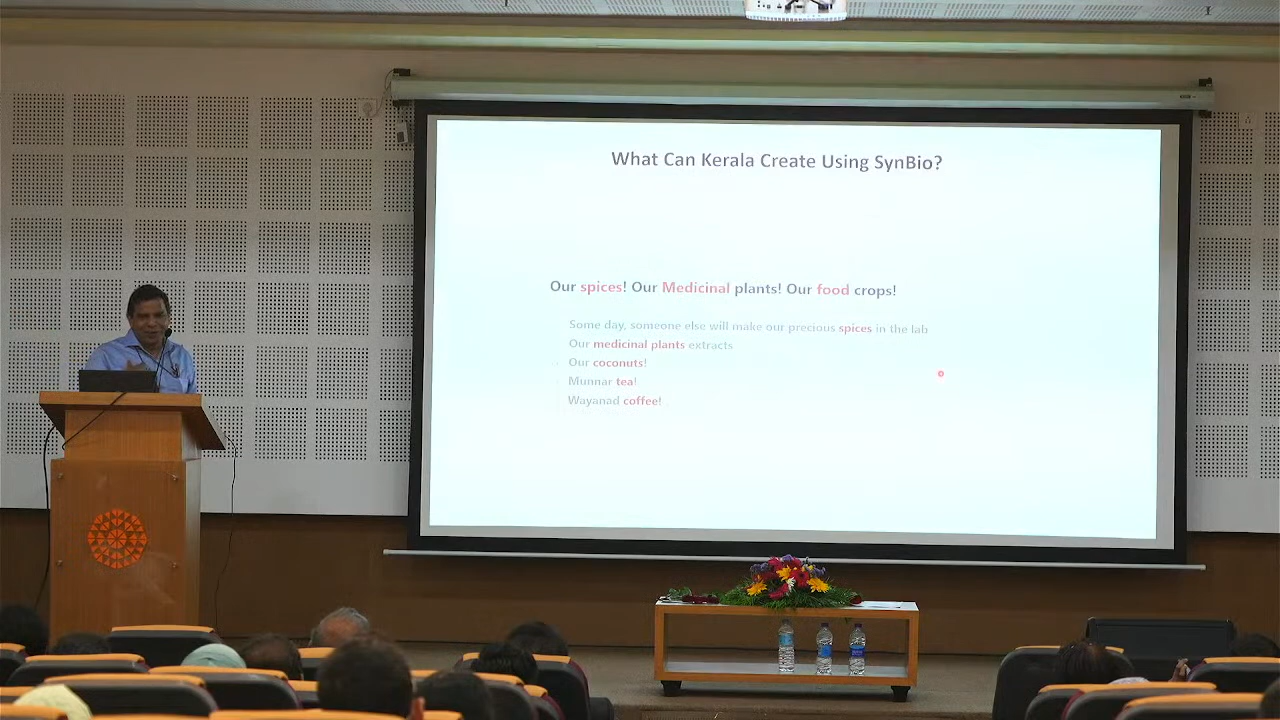 What Can Kerala Create Using SynBio?
Our spices! Our Medicinal plants! Our food crops!
Some day, someone else will make our precious spices in the lab
Our medicinal plants extracts
Our coconuts!
Munnar tea!
Wayanad coffee!